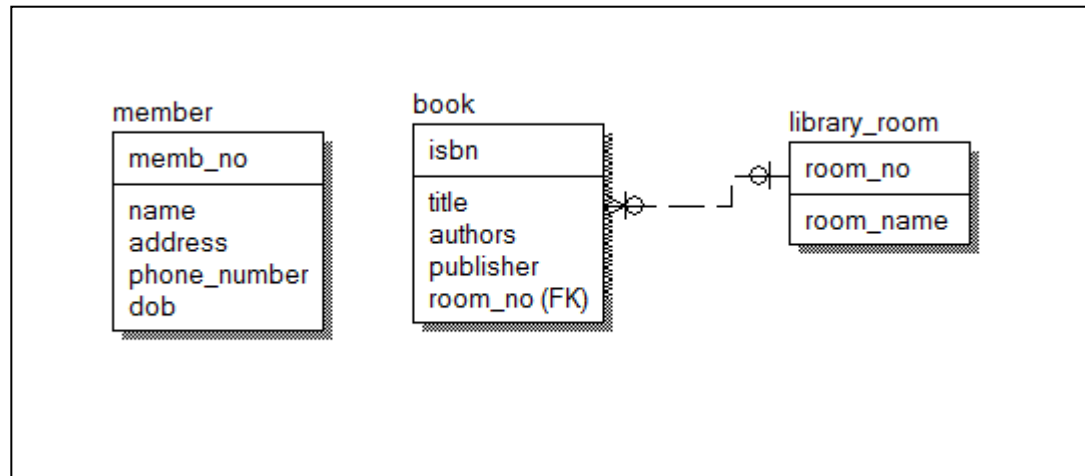 member
memb_no
name
address
phone_number
dob
book
isbn
title
authors
publisher
room_no (FK)
library_room
room_no
room_name